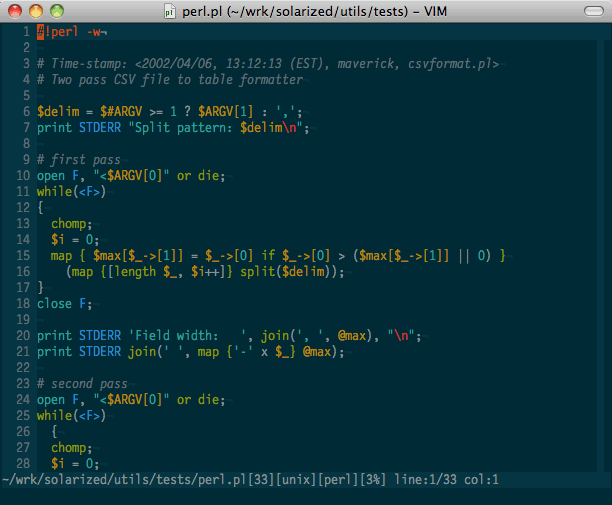 perl.pl (~/wrk/solarized/utils/tests) – VIM
1 #!perl -w¬
2 ¬
3 # Time-stamp: <2002/04/06, 13:12:13 (EST), maverick, csvformat.pl>¬
4 # Two pass CSV file to table formatter¬
5 ¬
6 $delim = $#ARGV >= 1 ? $ARGV[1] : ',';¬
7 print STDERR "Split pattern: $delim\n";¬
8 ¬
9 # first pass¬
10 open F, "<$ARGV[0]" or die;¬
11 while(<F>)¬
12 {¬
13   chomp;¬
14   $i = 0;¬
15   map { $max[$_->[1]] = $_->[0] if $_->[0] > ($max[$_->[1]] || 0) }¬
16     (map {[length $_, $i++]} split($delim));¬
17 }¬
18 close F;¬
19 ¬
20 print STDERR 'Field width:   ', join(', ', @max), "\n";¬
21 print STDERR join(' ', map {'-' x $_} @max);¬
22 ¬
23 # second pass¬
24 open F, "<$ARGV[0]" or die;¬
25 while(<F>)¬
26   {¬
27   chomp;¬
28   $i = 0;¬
~/wrk/solarized/utils/tests/perl.pl[33][unix][perl][3%] line:1/33 col:1